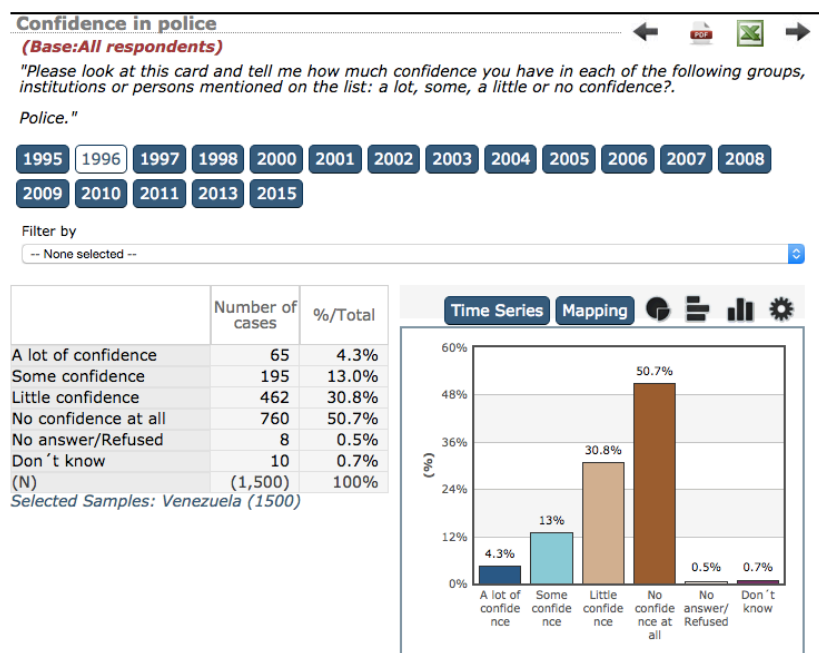 Confidence in police
(Base:All respondents)
"Please look at this card and tell me how much confidence you have in each of the following groups,
institutions or persons mentioned on the list: a lot, some, a little or no confidence?.
Police."
PDF
1995 1996 1997 1998 2000 2001 2002 2003 2004 2005 2006 2007 2008
2009 2010 2011 2013 2015
Filter by
-- None selected --
Number of
cases
%/Total
A lot of confidence 65 4.3%
Some confidence 195 13.0%
Little confidence 462 30.8%
No confidence at all 760 50.7%
No answer/Refused 8 0.5%
Don´t know 10 0.7%
(N) (1,500) 100%
Selected Samples: Venezuela (1500)
Time Series Mapping
60%
48%
36%
24%
12%
0%
(%)
4.3%
13%
30.8%
50.7%
0.5%
0.7%
A lot of
confide
nce
Some
confide
nce
Little
confide
nce
No
confide
nce at
all
No
answer/
Refused
Don´t
know